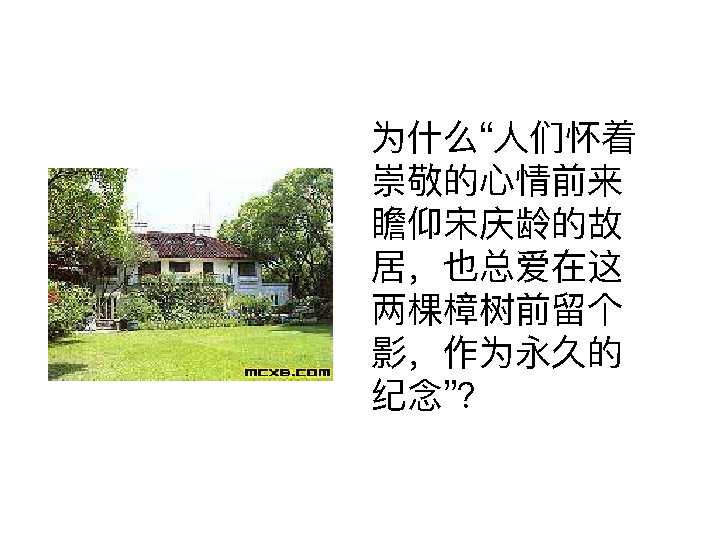 为什么“人们怀着
崇敬的心情前来
瞻仰宋庆龄的故
居，也总爱在这
两棵樟树前留个
影，作为永久的
纪念”？
mcxb.com